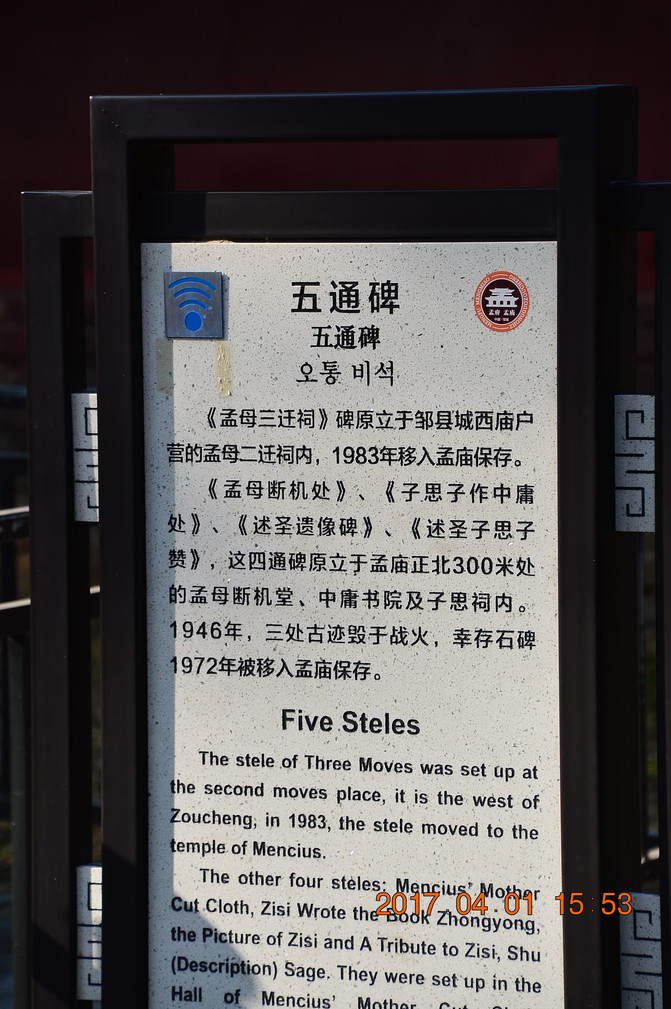 五通碑
五通碑
오통 비석
《孟母三迁祠》碑原立于邹县城西庙户
营的孟母二迁祠内，1983年移入孟庙保存。
《孟母断机处》、《子思子作中庸
处》、《述圣遗像碑》、《述圣子思子
赞》，这四通碑原立于孟庙正北300米处
的孟母断机堂、中庸书院及子思祠内。
1946年，三处古迹毁于战火，幸存石碑
1972年被移入孟庙保存。
Five Steles
The stele of Three Moves was set up at
the second moves place, it is the west of
Zoucheng, in 1983, the stele moved to the
temple of Mencius.
The other four steles: Mencius' Mother
Cut Cloth, Zisi Wrote the Book Zhongyong,
2017 04 01 15:53
the Picture of Zisi and A Tribute to Zisi, Shu
(Description) Sage. They were set up in the
Hall of Mencius' Mother Cut